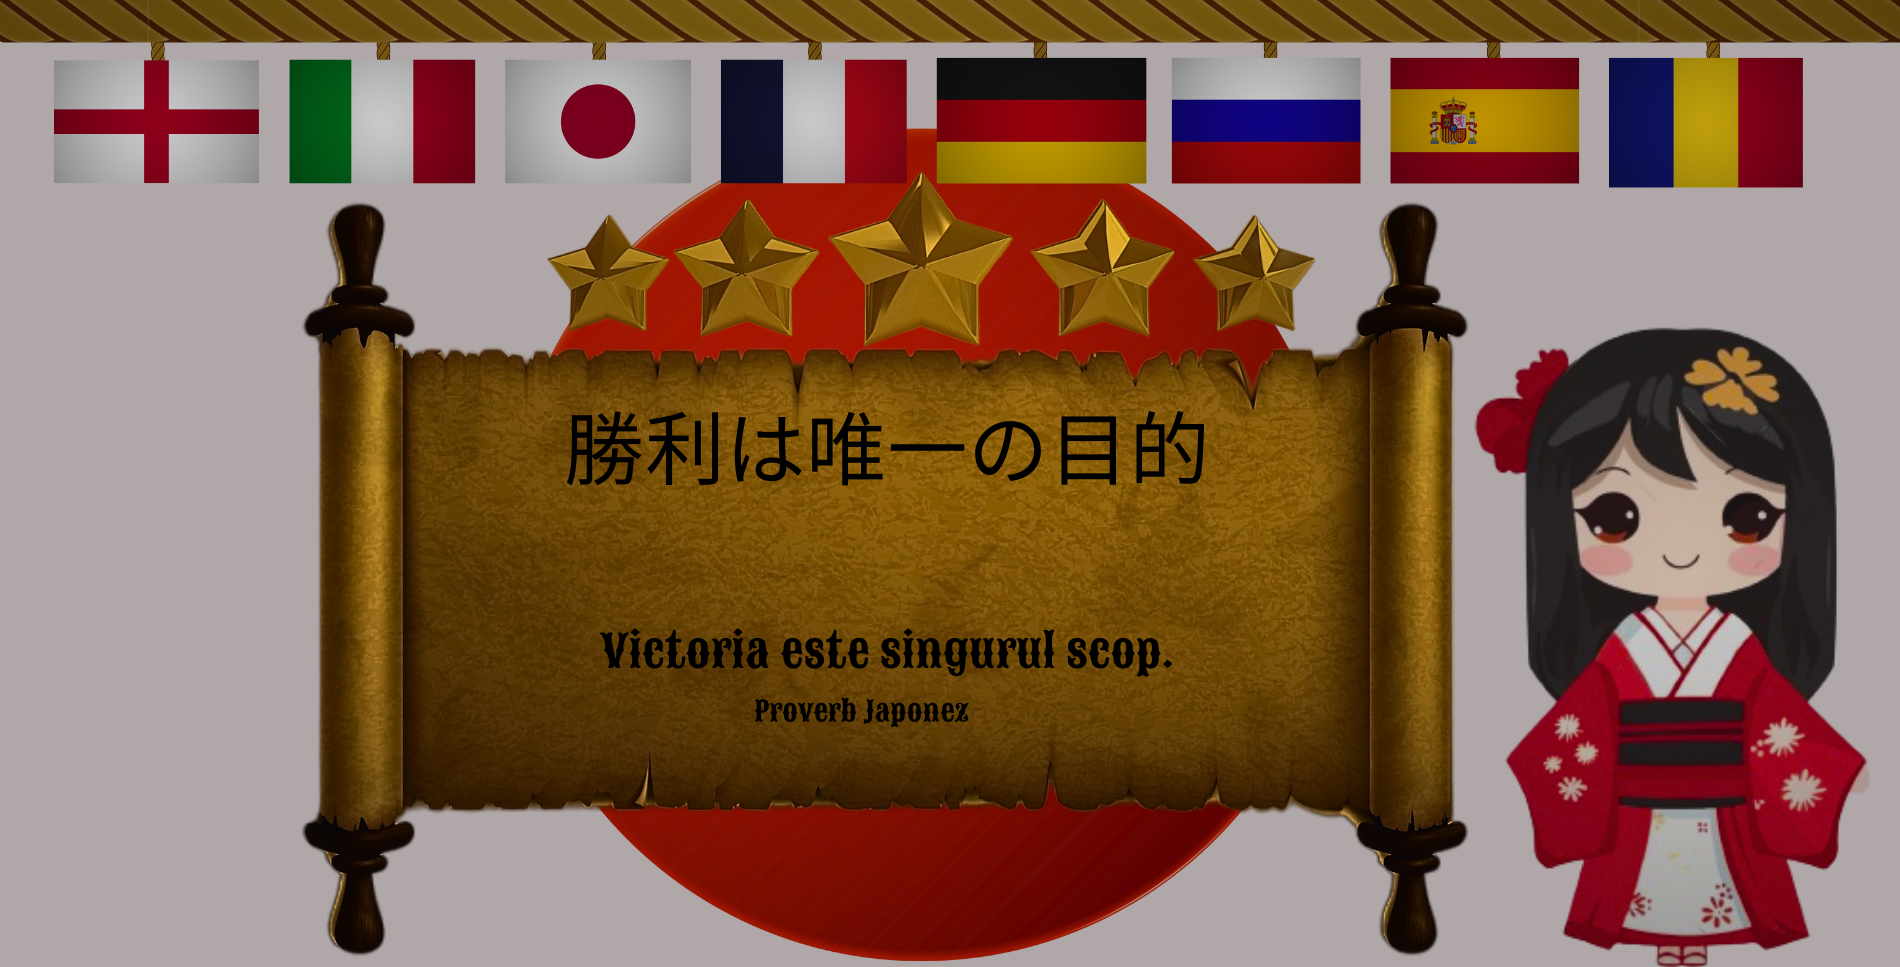 勝利は唯一の目的
Victoria este singurul scop.
Proverb Japonez